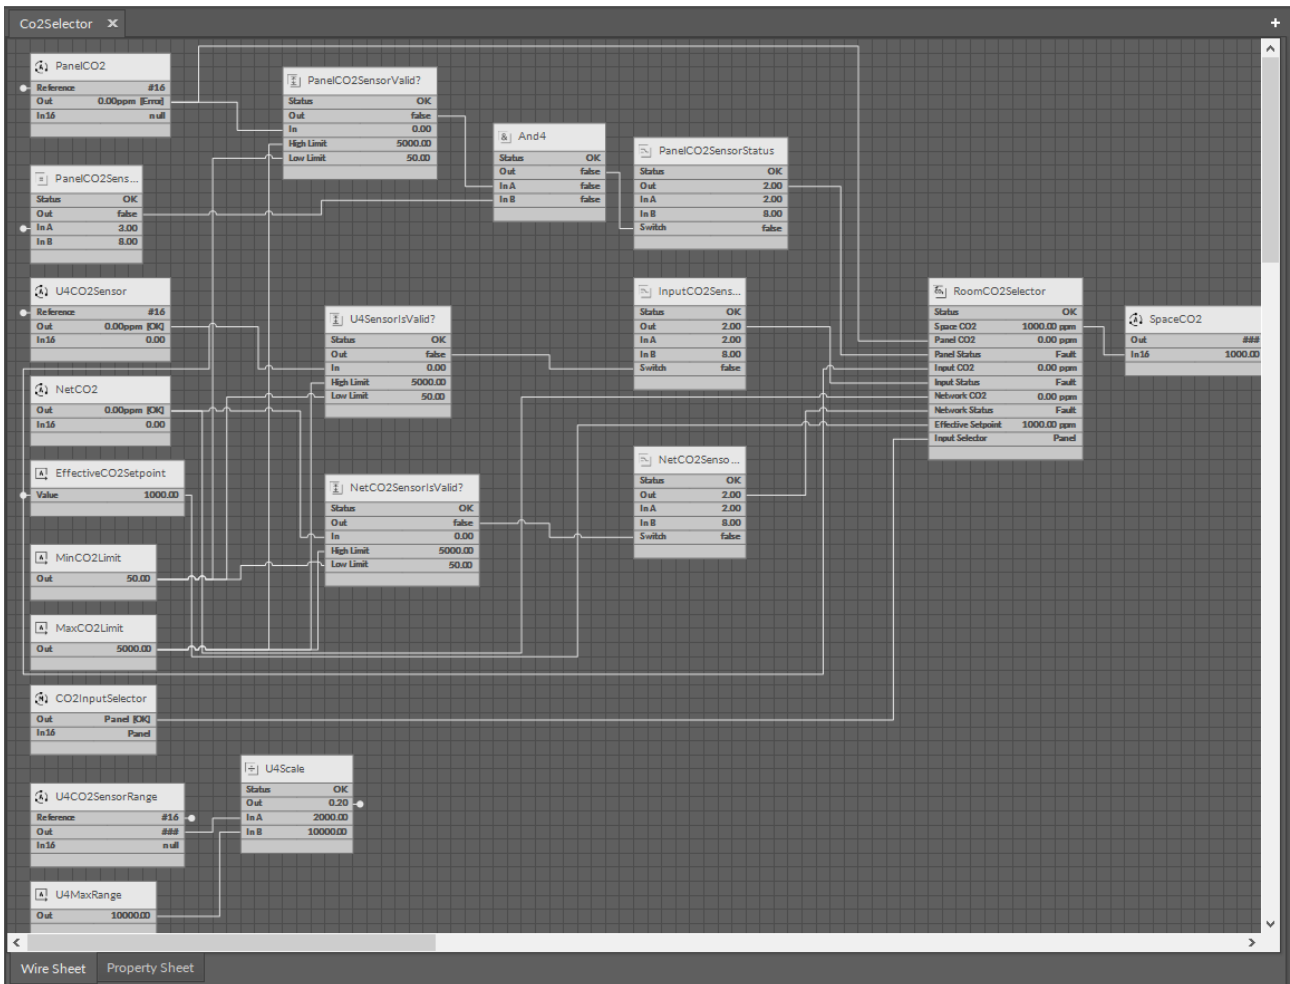 Co2Selector ×
+
PanelCO2
Reference #16
Out 0.00ppm [Error]
In16 null
PanelCO2SensorValid?
Status OK
Out false
In 0.00
High Limit 5000.00
Low Limit 50.00
And4
Status OK
Out false
In A false
In B false
PanelCO2SensorStatus
Status OK
Out 2.00
In A 2.00
In B 8.00
Switch false
PanelCO2Sens...
Status OK
Out false
In A 3.00
In B 8.00
U4CO2Sensor
Reference #16
Out 0.00ppm [OK]
In16 0.00
U4SensorIsValid?
Status OK
Out false
In 0.00
High Limit 5000.00
Low Limit 50.00
InputCO2Sens...
Status OK
Out 2.00
In A 2.00
In B 8.00
Switch false
RoomCO2Selector
Status OK
Space CO2 1000.00 ppm
Panel CO2 0.00 ppm
Panel Status Fault
Input CO2 0.00 ppm
Input Status Fault
Network CO2 0.00 ppm
Network Status Fault
Effective Setpoint 1000.00 ppm
Input Selector Panel
SpaceCO2
Out ###
In16 1000.00
NetCO2
Out 0.00ppm [OK]
In16 0.00
EffectiveCO2Setpoint
Value 1000.00
NetCO2SensorIsValid?
Status OK
Out false
In 0.00
High Limit 5000.00
Low Limit 50.00
NetCO2Senso...
Status OK
Out 2.00
In A 2.00
In B 8.00
Switch false
MinCO2Limit
Out 50.00
MaxCO2Limit
Out 5000.00
CO2InputSelector
Out Panel [OK]
In16 Panel
U4Scale
Status OK
Out 0.20
In A 2000.00
In B 10000.00
U4CO2SensorRange
Reference #16
Out ###
In16 null
U4MaxRange
Out 10000.00
Wire Sheet Property Sheet